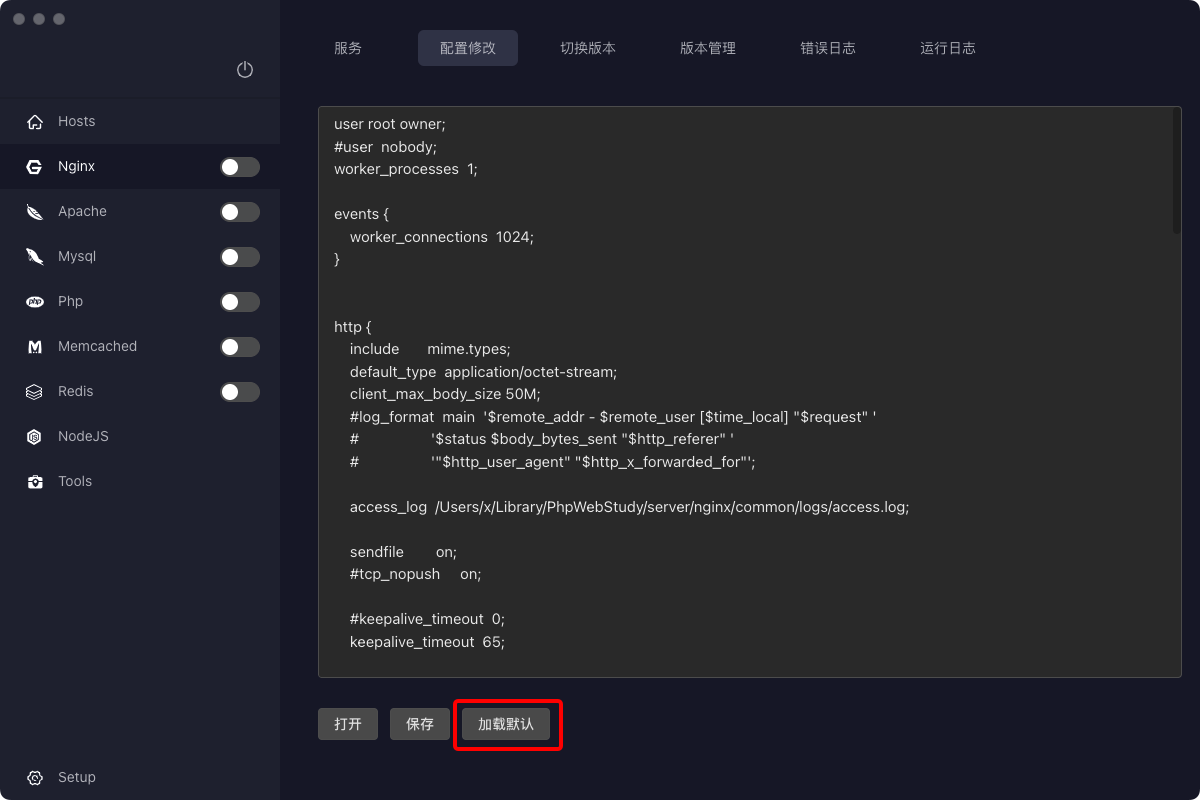 服务 配置修改 切换版本 版本管理 错误日志 运行日志
Hosts
Nginx
Apache
Mysql
php Php
Memcached
Redis
NodeJS
Tools
Setup
user root owner;
#user  nobody;
worker_processes  1;
events {
    worker_connections  1024;
}
http {
    include       mime.types;
    default_type  application/octet-stream;
    client_max_body_size 50M;
    #log_format  main  '$remote_addr - $remote_user [$time_local] "$request" '
    #                  '$status $body_bytes_sent "$http_referer" '
    #                  '"$http_user_agent" "$http_x_forwarded_for"';
    access_log  /Users/x/Library/PhpWebStudy/server/nginx/common/logs/access.log;
    sendfile        on;
    #tcp_nopush     on;
    #keepalive_timeout  0;
    keepalive_timeout  65;
打开 保存 加载默认